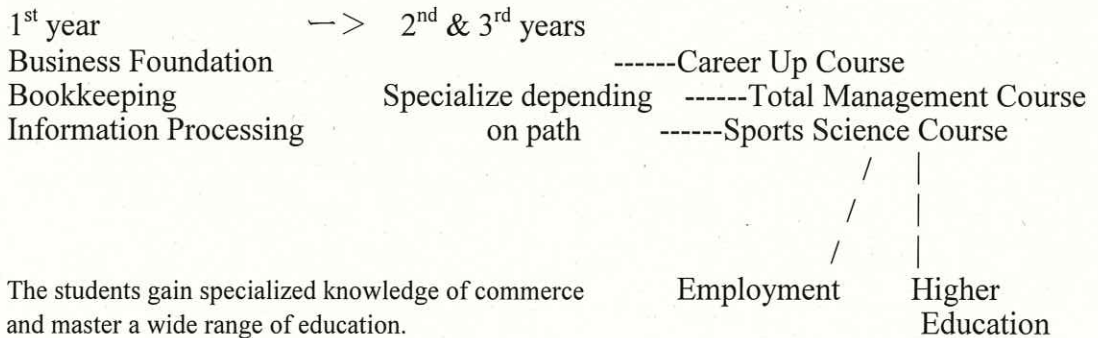 1st year —> 2nd & 3rd years
Business Foundation ------Career Up Course
Bookkeeping Specialize depending ------Total Management Course
Information Processing on path ------Sports Science Course
Employment Higher
Education
The students gain specialized knowledge of commerce
and master a wide range of education.